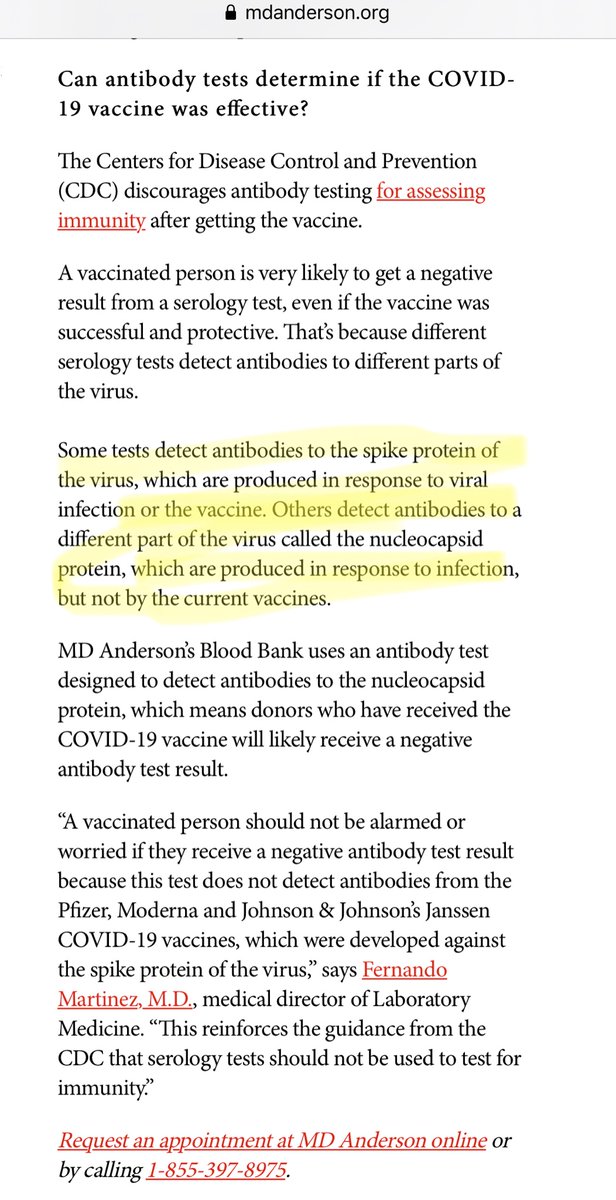 mdanderson.org
Can antibody tests determine if the COVID-
19 vaccine was effective?
The Centers for Disease Control and Prevention
(CDC) discourages antibody testing for assessing
immunity after getting the vaccine.
A vaccinated person is very likely to get a negative
result from a serology test, even if the vaccine was
successful and protective. That’s because different
serology tests detect antibodies to different parts of
the virus.
Some tests detect antibodies to the spike protein of
the virus, which are produced in response to viral
infection or the vaccine. Others detect antibodies to a
different part of the virus called the nucleocapsid
protein, which are produced in response to infection,
but not by the current vaccines.
MD Anderson’s Blood Bank uses an antibody test
designed to detect antibodies to the nucleocapsid
protein, which means donors who have received the
COVID-19 vaccine will likely receive a negative
antibody test result.
“A vaccinated person should not be alarmed or
worried if they receive a negative antibody test result
because this test does not detect antibodies from the
Pfizer, Moderna and Johnson & Johnson’s Janssen
COVID-19 vaccines, which were developed against
the spike protein of the virus,” says Fernando
Martinez, M.D., medical director of Laboratory
Medicine. “This reinforces the guidance from the
CDC that serology tests should not be used to test for
immunity.”
Request an appointment at MD Anderson online or
by calling 1-855-397-8975.